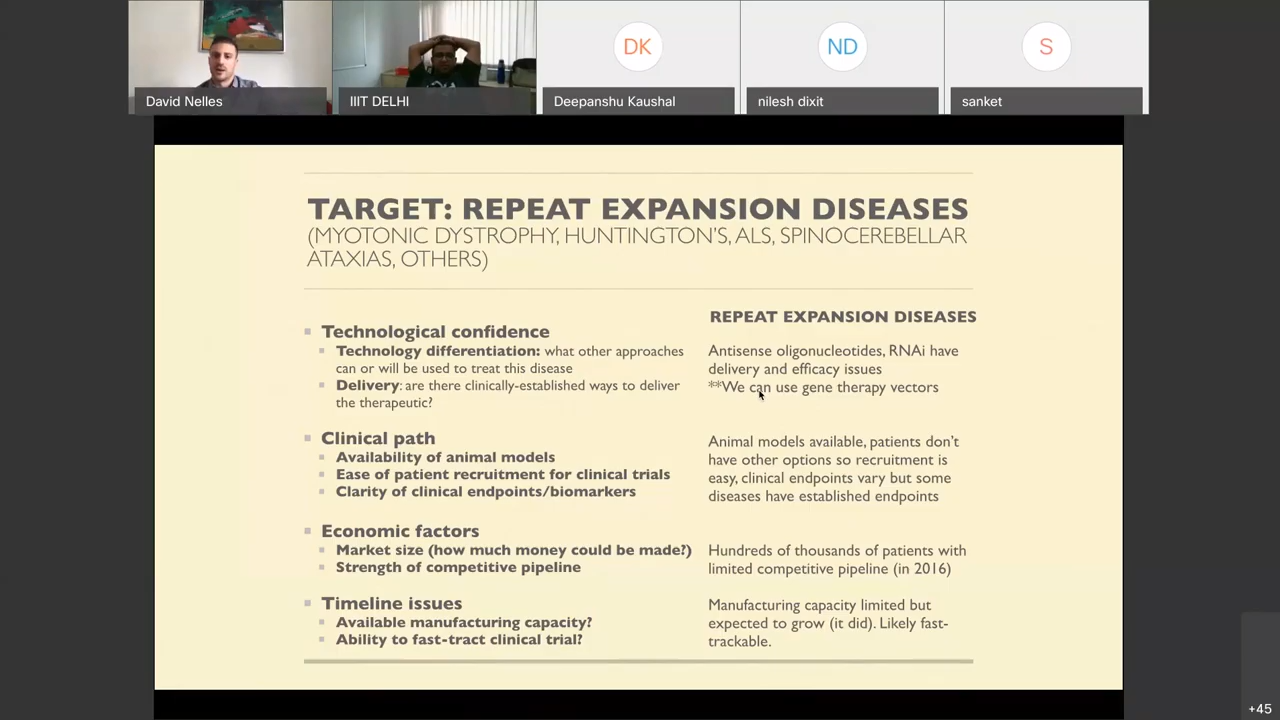 David Nelles
IIIT DELHI
DK
Deepanshu Kaushal
ND
nilesh dixit
S
sanket
TARGET: REPEAT EXPANSION DISEASES
(MYOTONIC DYSTROPHY, HUNTINGTON'S, ALS, SPINOCEREBELLAR
ATAXIAS, OTHERS)
REPEAT EXPANSION DISEASES
Technological confidence
Technology differentiation: what other approaches
can or will be used to treat this disease
Delivery: are there clinically-established ways to deliver
the therapeutic?
Antisense oligonucleotides, RNAi have
delivery and efficacy issues
**We can use gene therapy vectors
Clinical path
Availability of animal models
Ease of patient recruitment for clinical trials
Clarity of clinical endpoints/biomarkers
Animal models available, patients don't
have other options so recruitment is
easy, clinical endpoints vary but some
diseases have established endpoints
Economic factors
Market size (how much money could be made?)
Strength of competitive pipeline
Hundreds of thousands of patients with
limited competitive pipeline (in 2016)
Timeline issues
Available manufacturing capacity?
Ability to fast-tract clinical trial?
Manufacturing capacity limited but
expected to grow (it did). Likely fast-
trackable.
+45